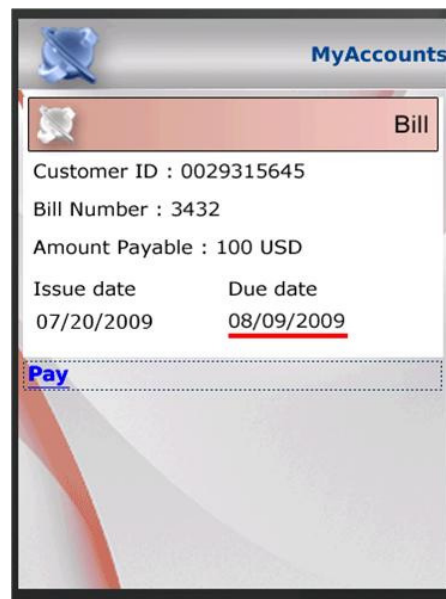 MyAccounts
Bill
Customer ID : 0029315645
Bill Number : 3432
Amount Payable : 100 USD
Issue date Due date
07/20/2009 08/09/2009
Pay